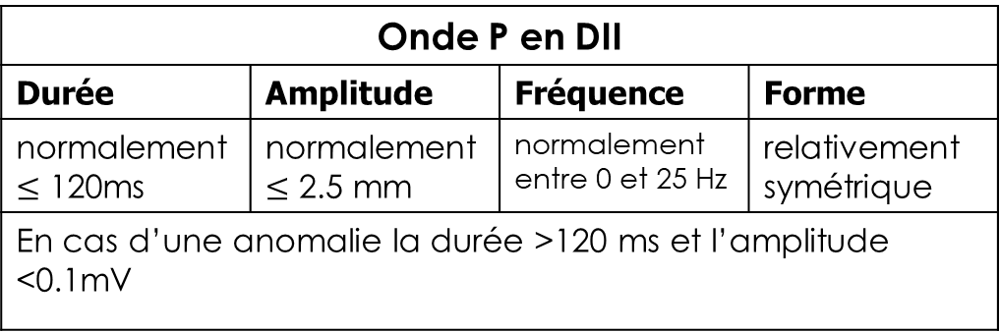 Onde P en DII
Durée Amplitude Fréquence Forme
normalement normalement normalement relativement
≤ 120ms ≤ 2.5 mm entre 0 et 25 Hz symétrique
En cas d’une anomalie la durée >120 ms et l’amplitude
<0.1mV